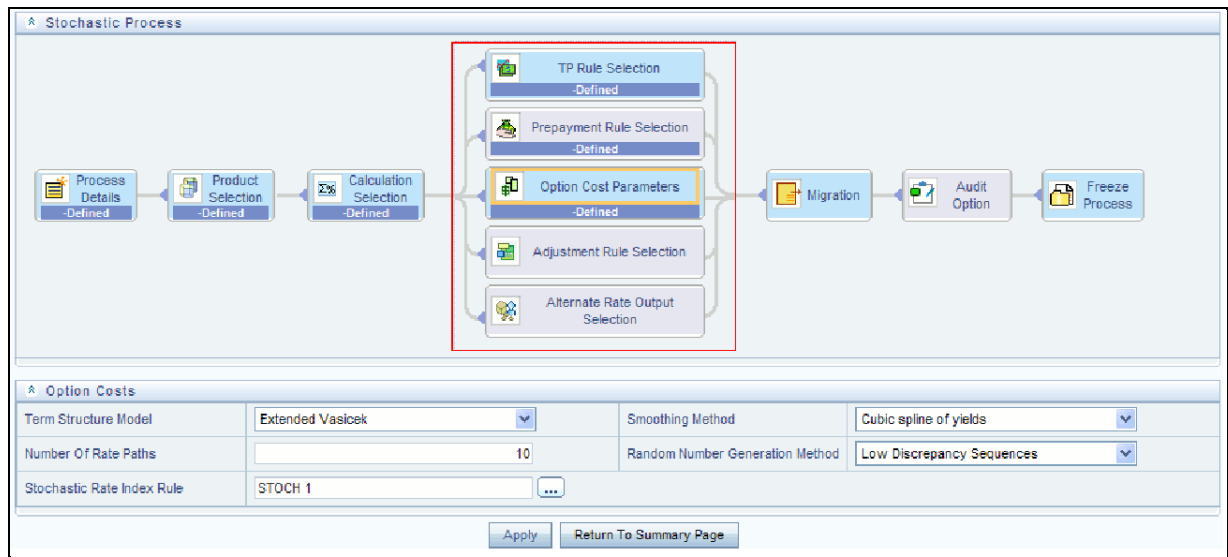 Stochastic Process
TP Rule Selection
-Defined
Prepayment Rule Selection
-Defined
Process
Details
-Defined
Product
Selection
-Defined
Calculation
Selection
-Defined
Option Cost Parameters
-Defined
Migration
Audit
Option
Freeze
Process
Adjustment Rule Selection
Alternate Rate Output
Selection
Option Costs
Term Structure Model Extended Vasicek Smoothing Method Cubic spline of yields
Number Of Rate Paths 10 Random Number Generation Method Low Discrepancy Sequences
Stochastic Rate Index Rule STOCH 1 ...
Apply Return To Summary Page